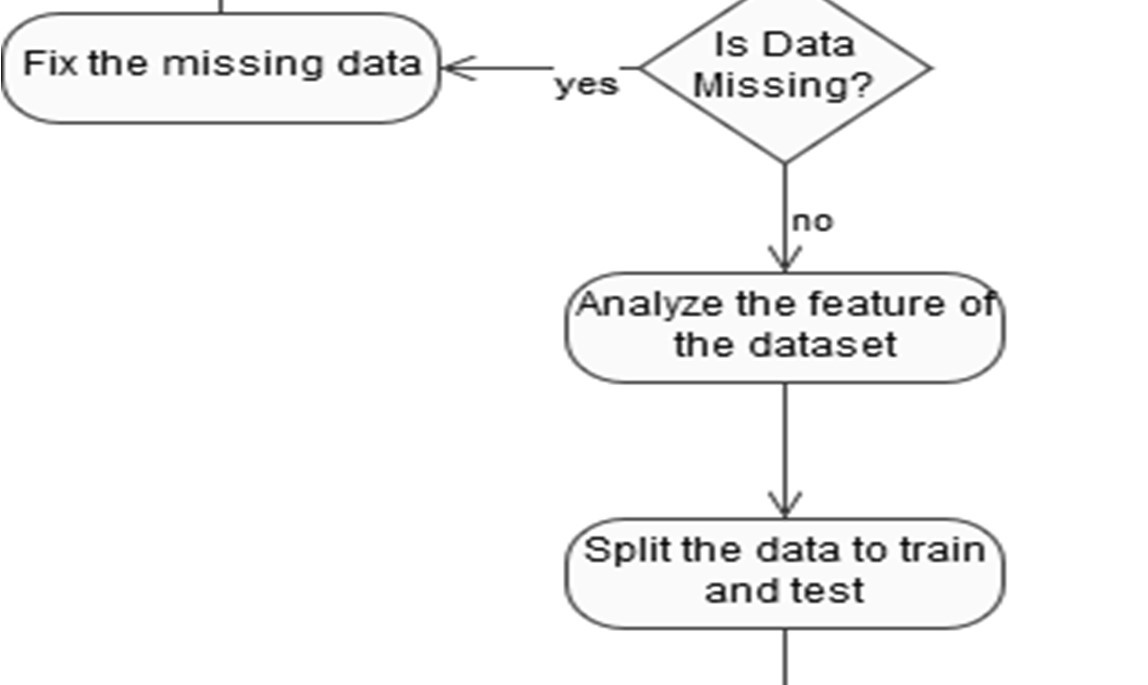 Fix the missing data
yes
Is Data
Missing?
no
Analyze the feature of
the dataset
Split the data to train
and test